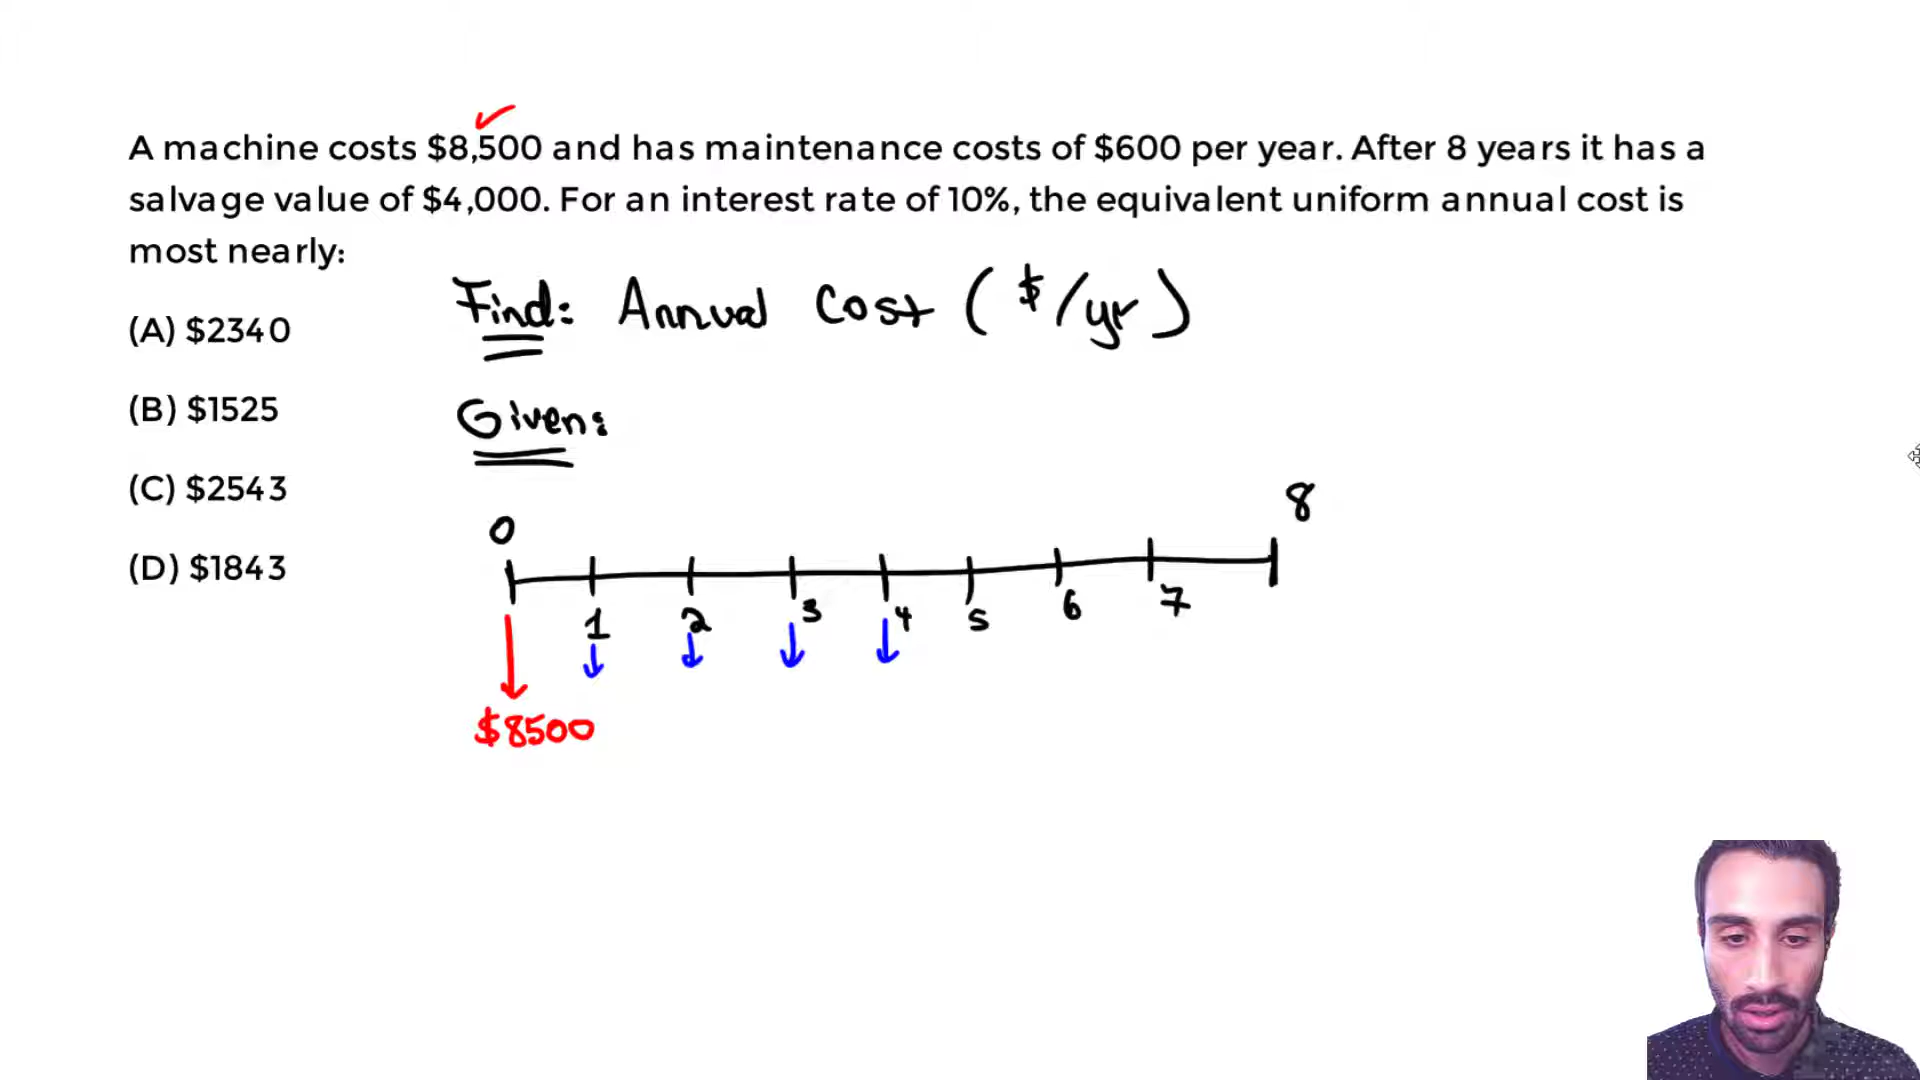 A machine costs $8,500 and has maintenance costs of $600 per year. After 8 years it has a
salvage value of $4,000. For an interest rate of 10%, the equivalent uniform annual cost is
most nearly:
Find: Annual Cost ($/yr)
(A) $2340
Given:
(B) $1525
(C) $2543
0 8
(D) $1843
1 2 3 4 5 6 7
$8500